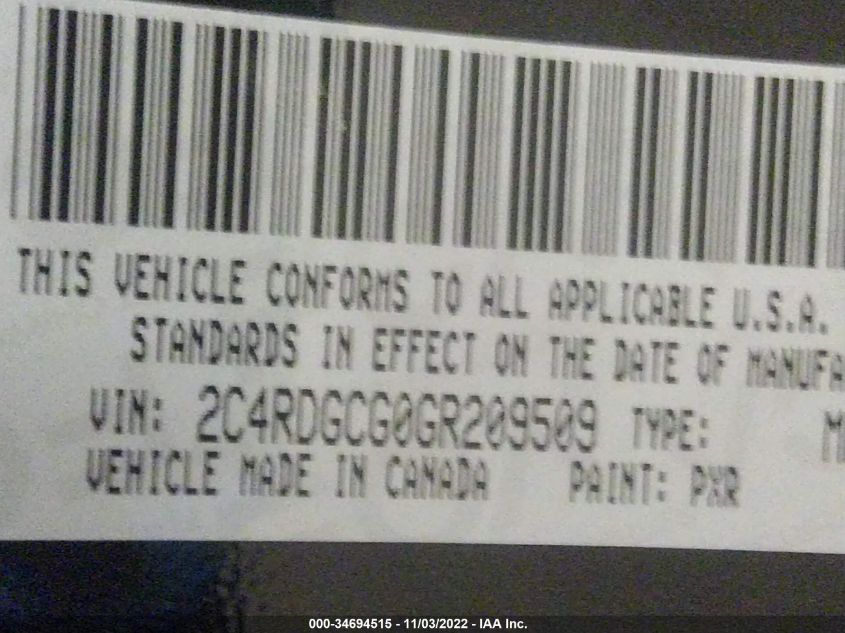 THIS VEHICLE CONFORMS TO ALL APPLICABLE U.S.A.
STANDARDS IN EFFECT ON THE DATE OF MANUFA
VIN: 2C4RDGCG0GR209509 TYPE: M
VEHICLE MADE IN CANADA PAINT: PXR
000-34694515 - 11/03/2022 - IAA Inc.